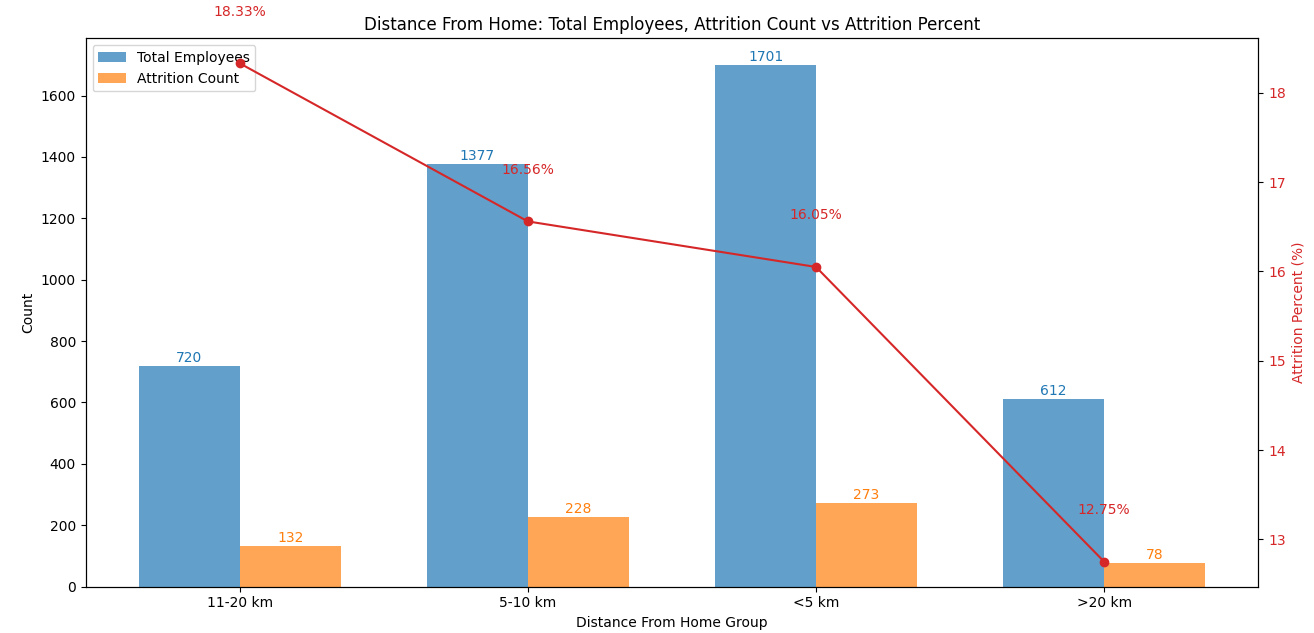 18.33%
Distance From Home: Total Employees, Attrition Count vs Attrition Percent
Total Employees
Attrition Count
1701
1377
16.56%
16.05%
720
612
12.75%
132
228
273
78
Count
0
200
400
600
800
1000
1200
1400
1600
Attrition Percent (%)
13
14
15
16
17
18
11-20 km
5-10 km
<5 km
>20 km
Distance From Home Group